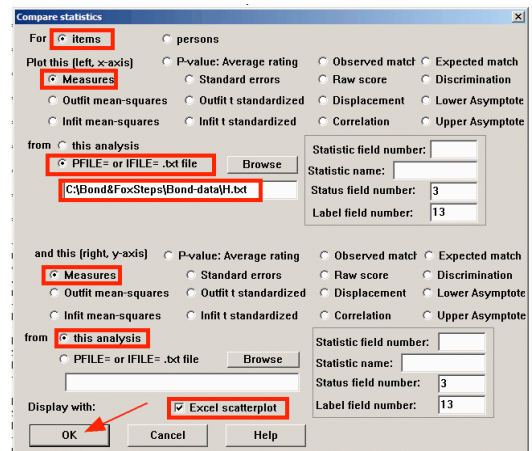 Compare statistics
For items persons
Plot this (left, x-axis) P-value: Average rating Observed match Expected match
Measures Standard errors Raw score Discrimination
Outfit mean-squares Outfit t standardized Displacement Lower Asymptote
Infit mean-squares Infit t standardized Correlation Upper Asymptote
from this analysis
PFILE= or IFILE= .txt file Browse
C:\Bond&FoxSteps\Bond-data\H.txt
Statistic field number:
Statistic name:
Status field number: 3
Label field number: 13
and this (right, y-axis) P-value: Average rating Observed match Expected match
Measures Standard errors Raw score Discrimination
Outfit mean-squares Outfit t standardized Displacement Lower Asymptote
Infit mean-squares Infit t standardized Correlation Upper Asymptote
from this analysis
PFILE= or IFILE= .txt file Browse
Statistic field number:
Statistic name:
Status field number: 3
Label field number: 13
Display with: Excel scatterplot
OK Cancel Help